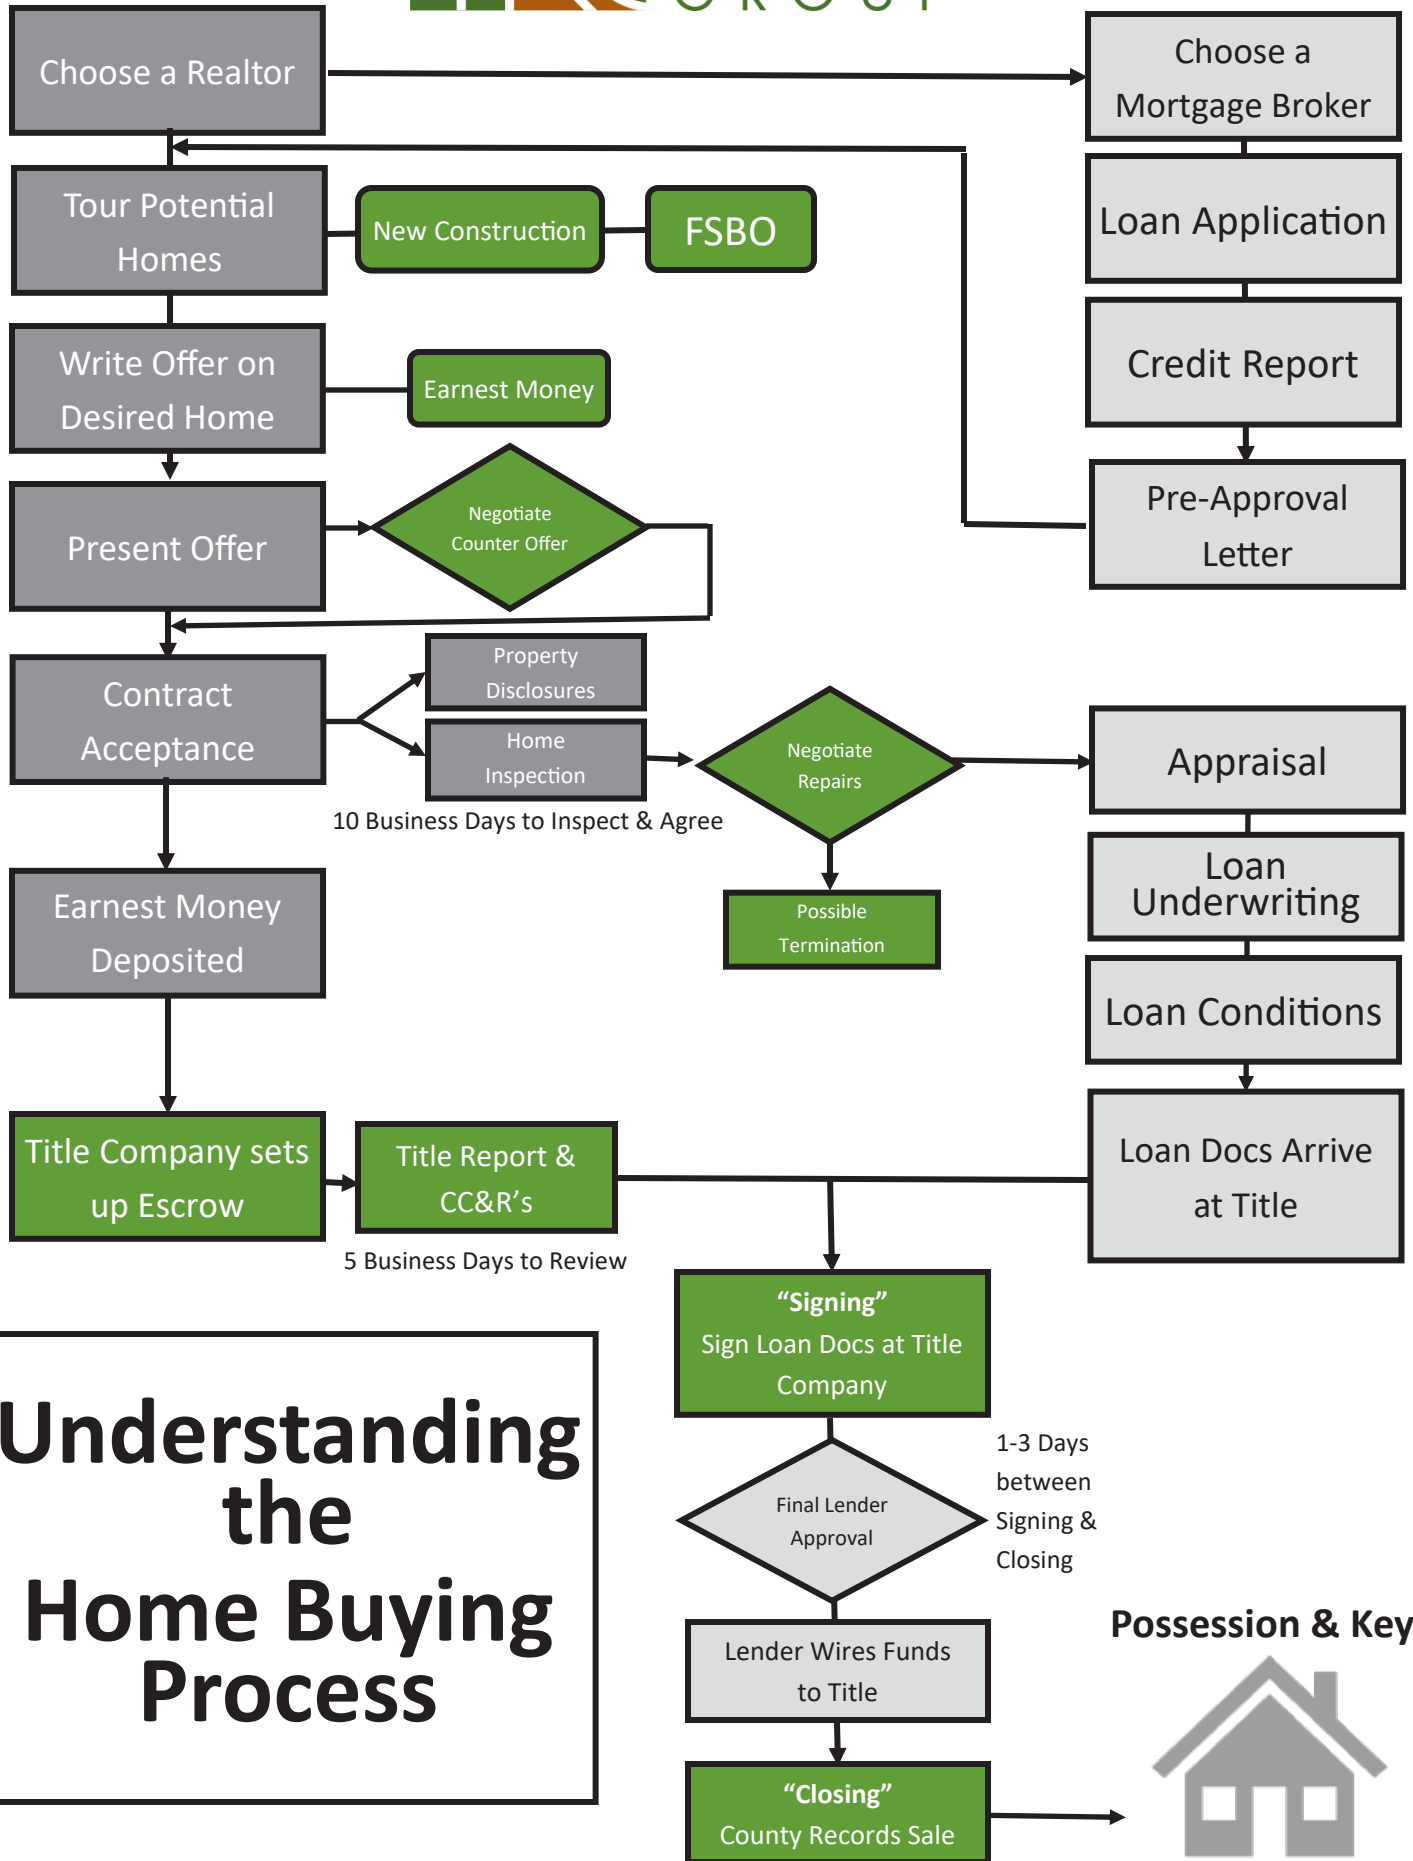 Choose a Realtor
Choose a
Mortgage Broker
Tour Potential
Homes
New Construction
FSBO
Loan Application
Write Offer on
Desired Home
Earnest Money
Credit Report
Present Offer
Negotiate
Counter Offer
Pre-Approval
Letter
Contract
Acceptance
Property
Disclosures
Home
Inspection
10 Business Days to Inspect & Agree
Negotiate
Repairs
Possible
Termination
Appraisal
Loan
Underwriting
Loan Conditions
Earnest Money
Deposited
Title Company sets
up Escrow
Title Report &
CC&R’s
5 Business Days to Review
Loan Docs Arrive
at Title
“Signing”
Sign Loan Docs at Title
Company
Final Lender
Approval
1-3 Days
between
Signing &
Closing
Lender Wires Funds
to Title
“Closing”
County Records Sale
Possession & Key
Understanding
the
Home Buying
Process